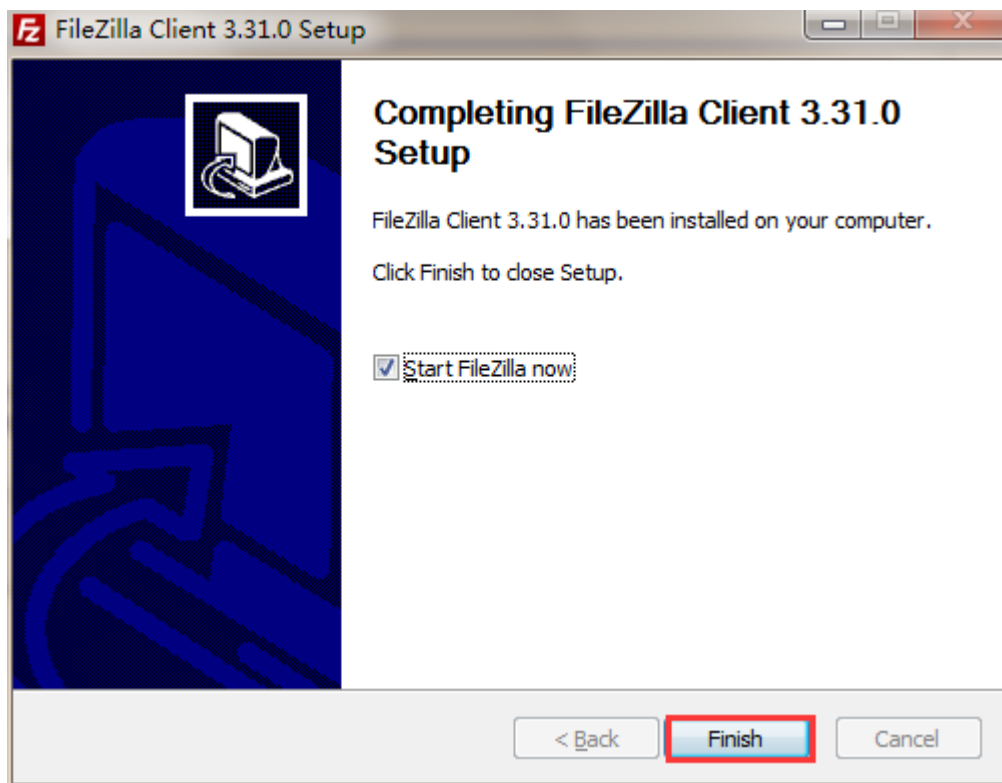 FileZilla Client 3.31.0 Setup
Completing FileZilla Client 3.31.0
Setup
FileZilla Client 3.31.0 has been installed on your computer.
Click Finish to close Setup.
Start FileZilla now
< Back
Finish
Cancel